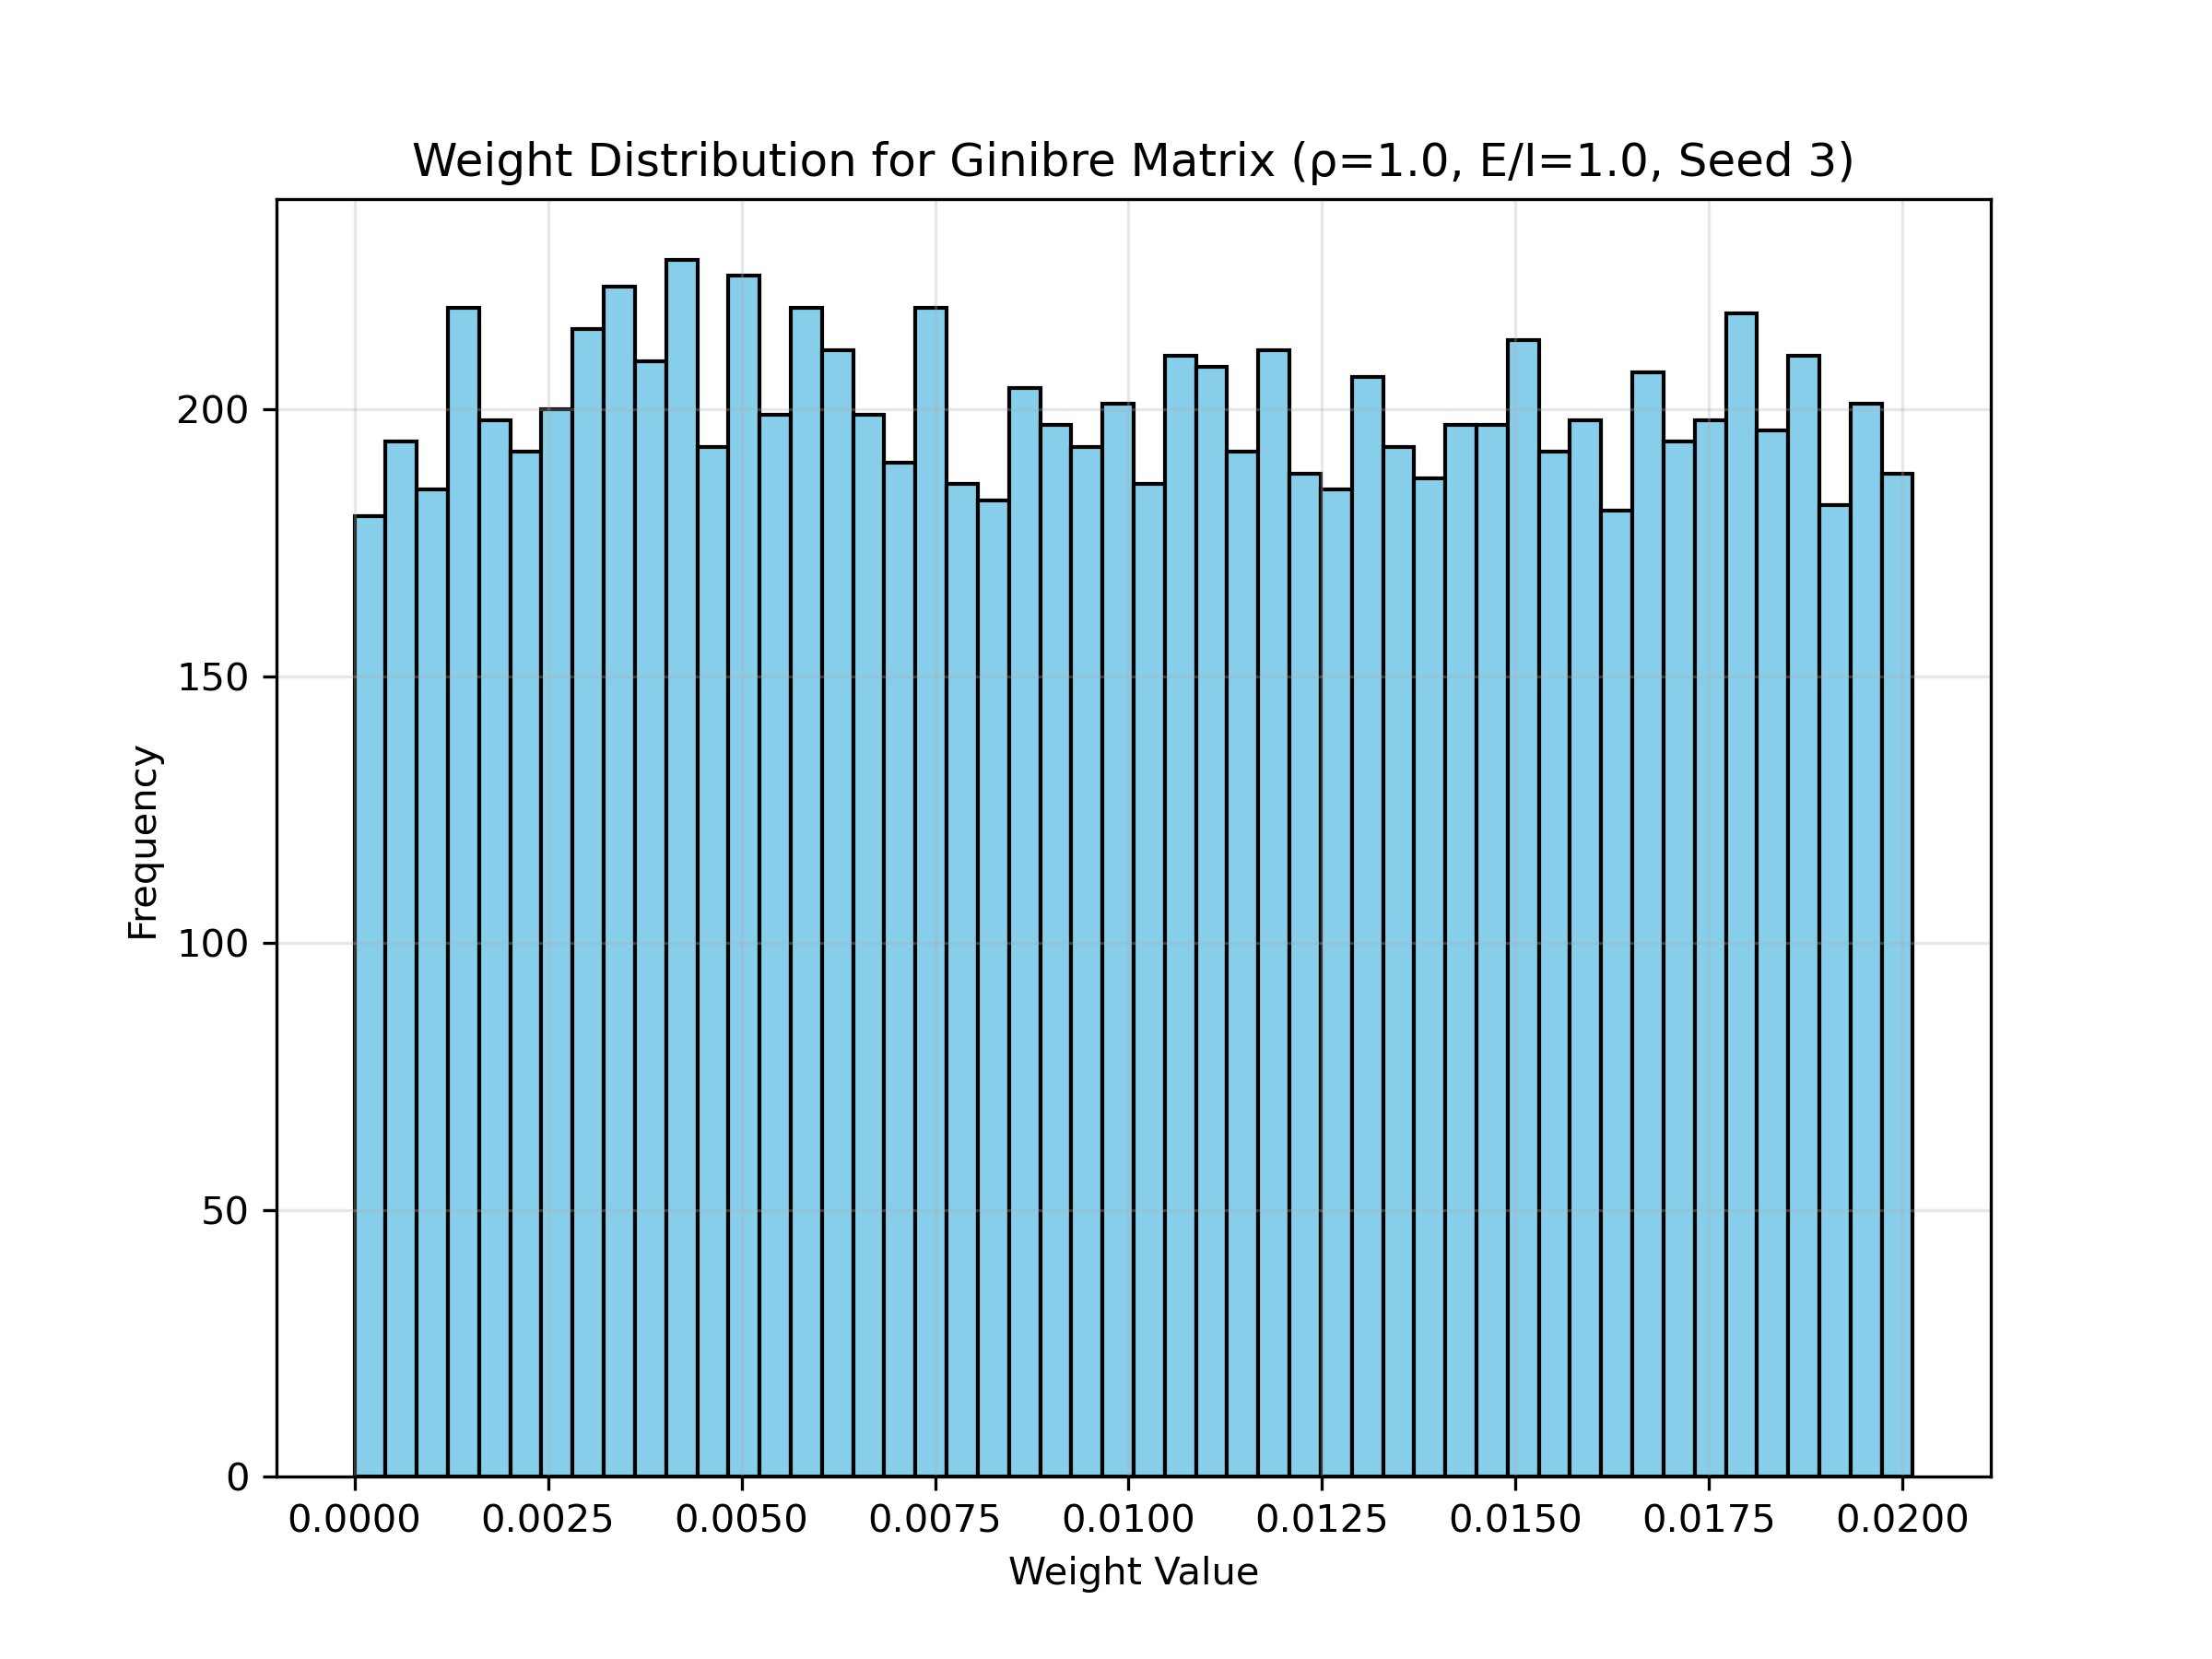 Weight Distribution for Ginibre Matrix (ρ=1.0, E/I=1.0, Seed 3)
Frequency
200
150
100
50
0
0.0000 0.0025 0.0050 0.0075 0.0100 0.0125 0.0150 0.0175 0.0200
Weight Value